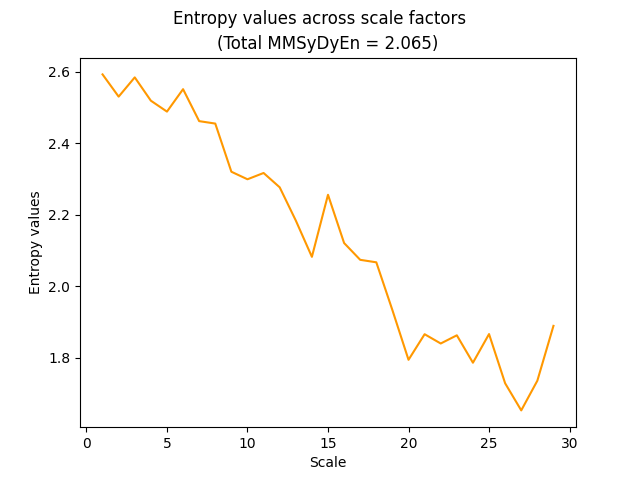 Entropy values across scale factors
(Total MMSyDyEn = 2.065)
2.6
2.4
2.2
2.0
1.8
Entropy values
0 5 10 15 20 25 30
Scale